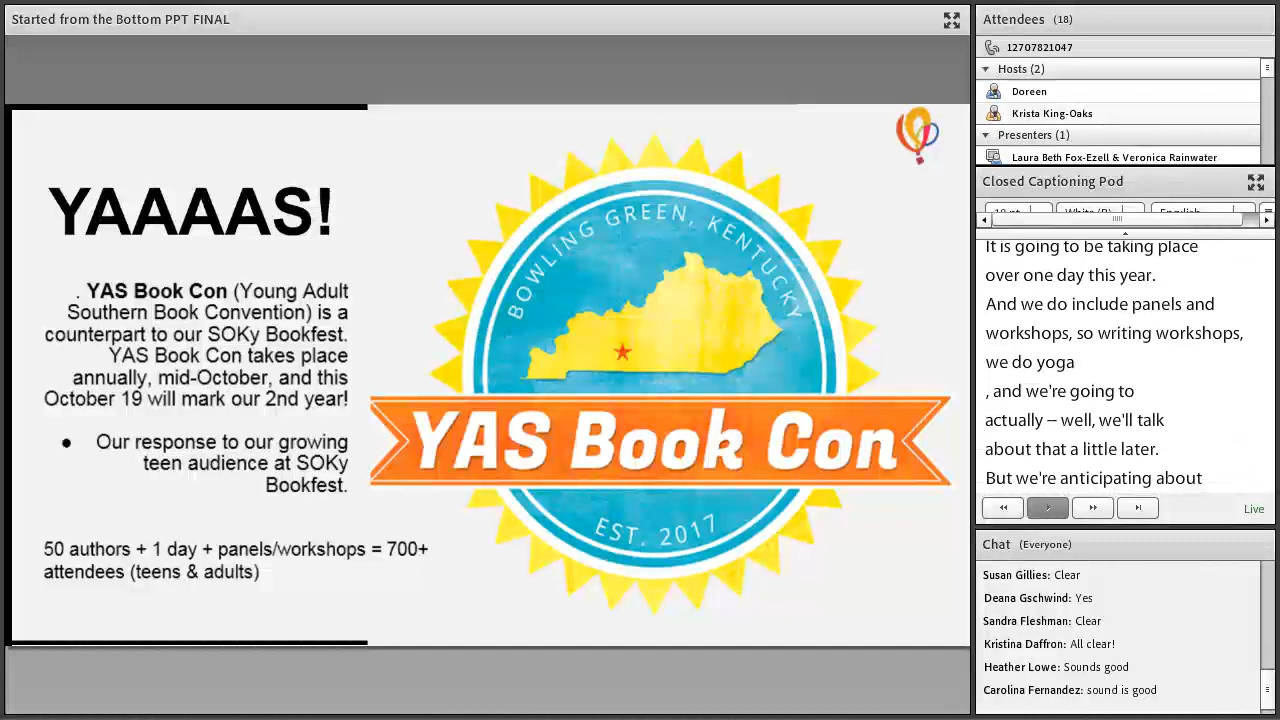 Started from the Bottom PPT FINAL
YAAAAS!
. YAS Book Con (Young Adult
Southern Book Convention) is a
counterpart to our SOKy Bookfest.
YAS Book Con takes place
annually, mid-October, and this
October 19 will mark our 2nd year!
● Our response to our growing
teen audience at SOKy
Bookfest.
50 authors + 1 day + panels/workshops = 700+
attendees (teens & adults)
BOWLING GREEN, KENTUCKY
YAS Book Con
EST. 2017
Attendees (18)
12707821047
Hosts (2)
Doreen
Krista King-Oaks
Presenters (1)
Laura Beth Fox-Ezell & Veronica Rainwater
Closed Captioning Pod
It is going to be taking place
over one day this year.
And we do include panels and
workshops, so writing workshops,
we do yoga
, and we're going to
actually -- well, we'll talk
about that a little later.
But we're anticipating about
Live
Chat (Everyone)
Susan Gillies: Clear
Deana Gschwind: Yes
Sandra Fleshman: Clear
Kristina Daffron: All clear!
Heather Lowe: Sounds good
Carolina Fernandez: sound is good